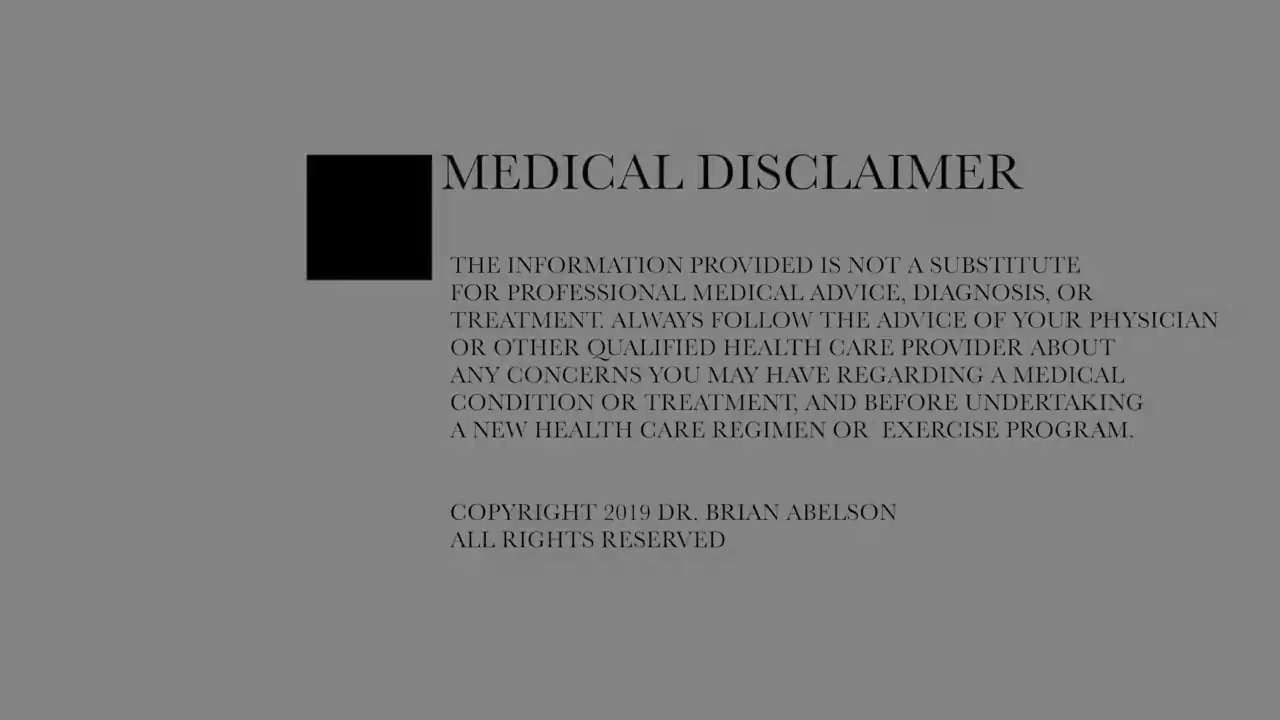 MEDICAL DISCLAIMER
THE INFORMATION PROVIDED IS NOT A SUBSTITUTE
FOR PROFESSIONAL MEDICAL ADVICE, DIAGNOSIS, OR
TREATMENT. ALWAYS FOLLOW THE ADVICE OF YOUR PHYSICIAN
OR OTHER QUALIFIED HEALTH CARE PROVIDER ABOUT
ANY CONCERNS YOU MAY HAVE REGARDING A MEDICAL
CONDITION OR TREATMENT, AND BEFORE UNDERTAKING
A NEW HEALTH CARE REGIMEN OR  EXERCISE PROGRAM.
COPYRIGHT 2019 DR. BRIAN ABELSON
ALL RIGHTS RESERVED